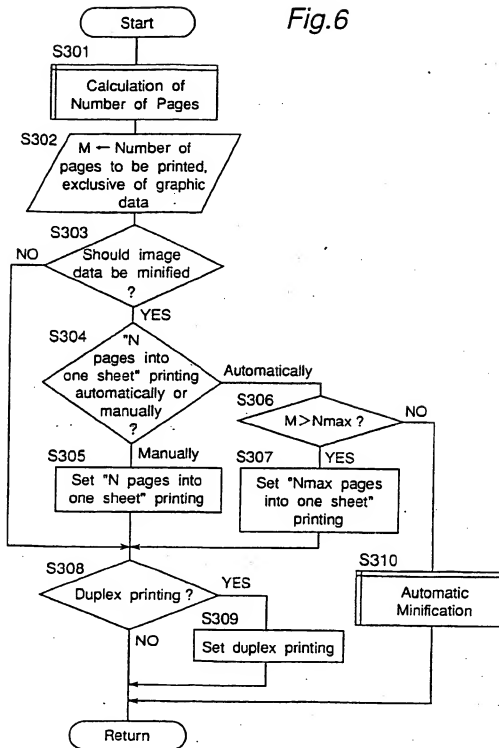 Fig.6
Start
S301
Calculation of
Number of Pages
S302
M ← Number of
pages to be printed,
exclusive of graphic
data
S303
NO
Should image
data be minified
?
YES
S304
"N
pages into
one sheet" printing
automatically or
manually
?
Automatically
S306
M>Nmax ?
NO
S305
Manually
Set "N pages into
one sheet" printing
S307
YES
Set "Nmax pages
into one sheet"
printing
S310
Automatic
Minification
S308
Duplex printing ?
YES
S309
Set duplex printing
NO
Return